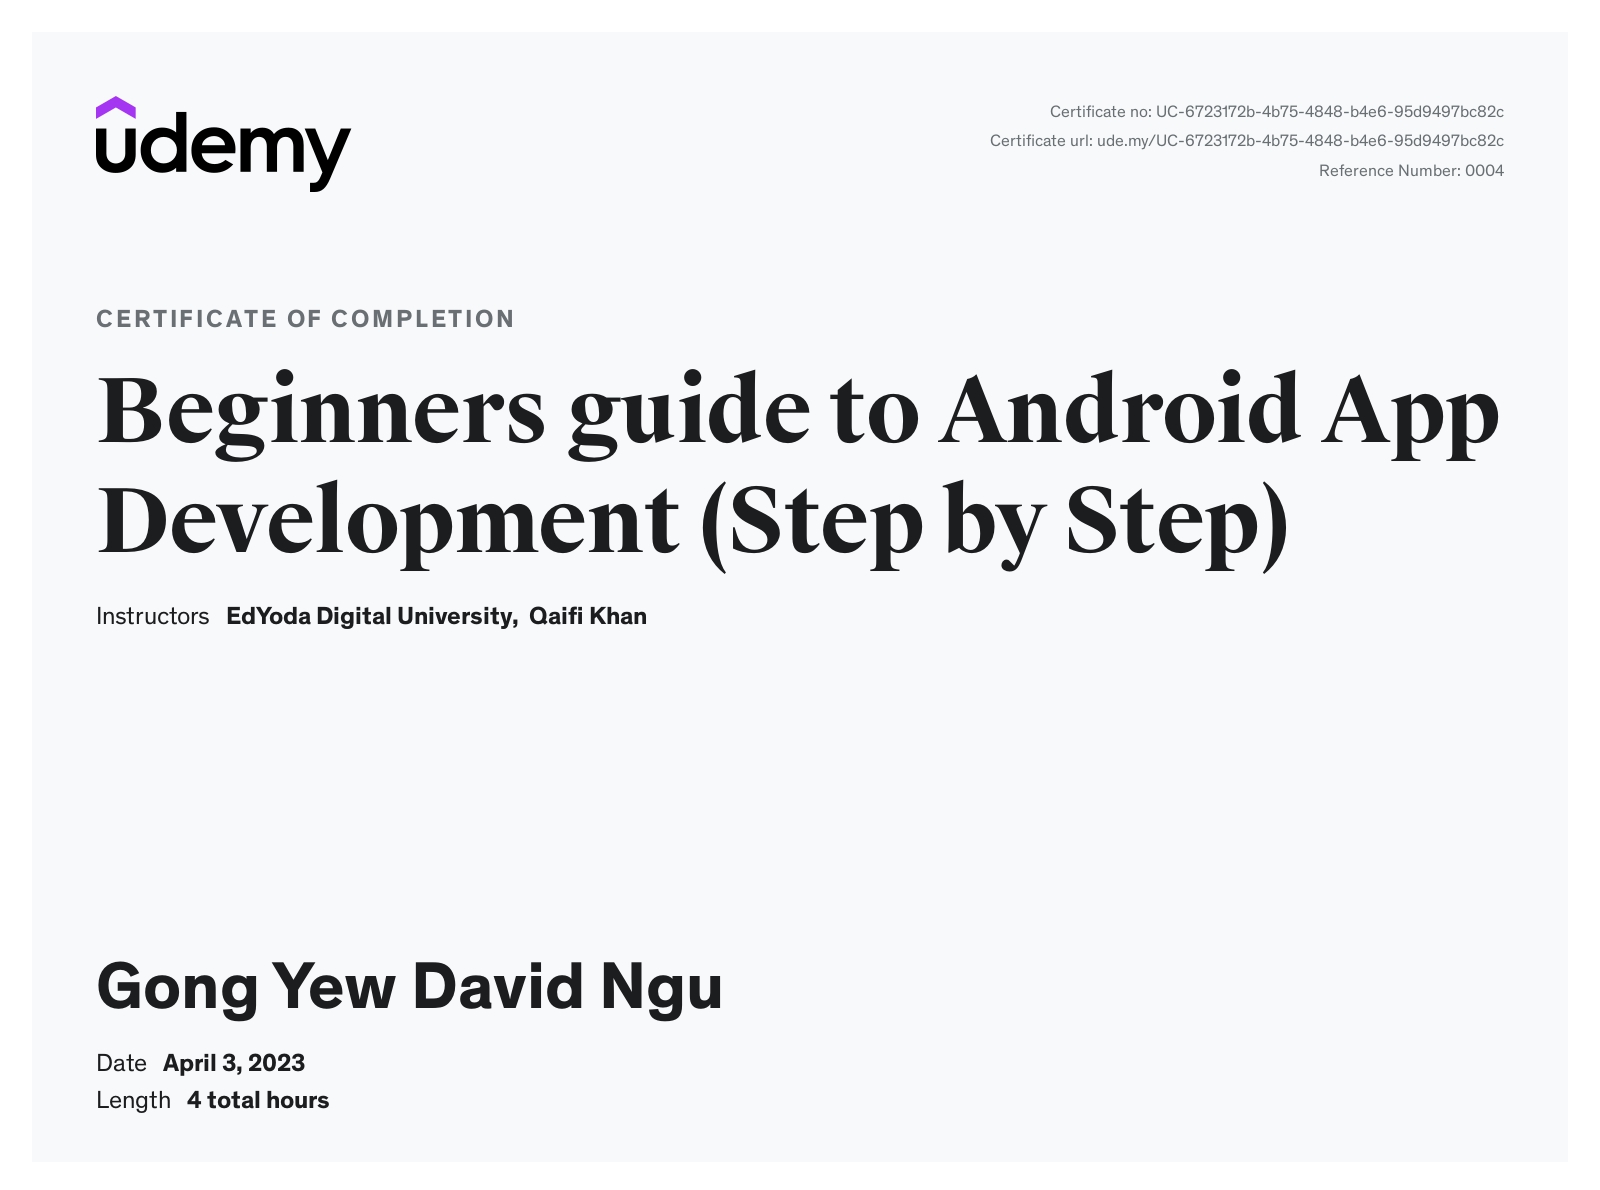 udemy
Certificate no: UC-6723172b-4b75-4848-b4e6-95d9497bc82c
Certificate url: ude.my/UC-6723172b-4b75-4848-b4e6-95d9497bc82c
Reference Number: 0004
CERTIFICATE OF COMPLETION
Beginners guide to Android App
Development (Step by Step)
Instructors EdYoda Digital University, Qaifi Khan
Gong Yew David Ngu
Date April 3, 2023
Length 4 total hours